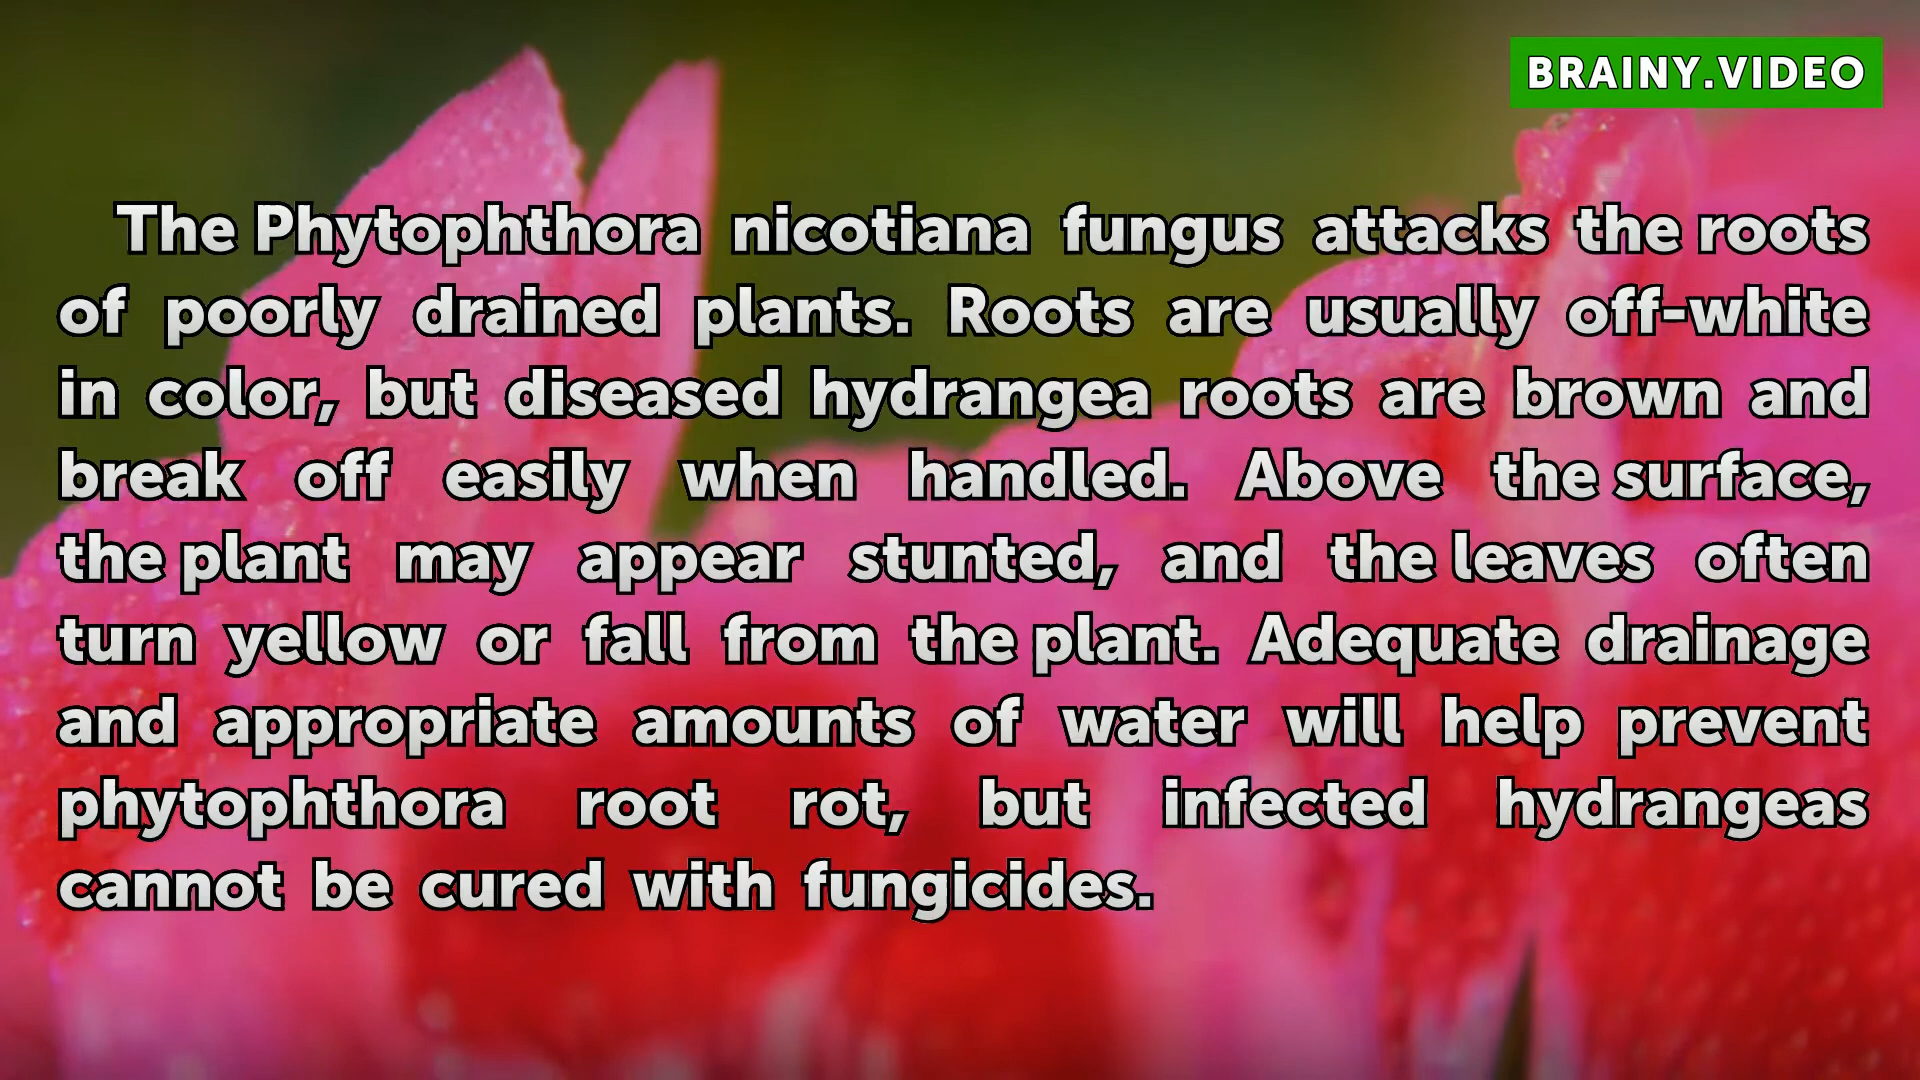 BRAINY.VIDEO
The Phytophthora nicotiana fungus attacks the roots
of poorly drained plants. Roots are usually off-white
in color, but diseased hydrangea roots are brown and
break off easily when handled. Above the surface,
the plant may appear stunted, and the leaves often
turn yellow or fall from the plant. Adequate drainage
and appropriate amounts of water will help prevent
phytophthora root rot, but infected hydrangeas
cannot be cured with fungicides.